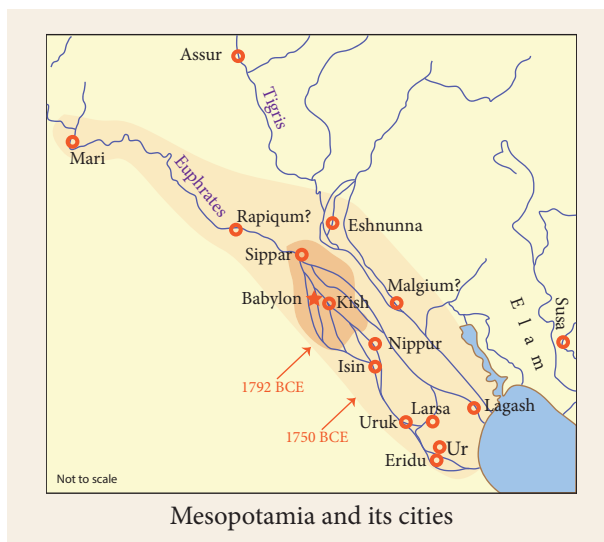 Assur
Tigris
Mari
Euphrates
Rapiqum?
Eshnunna
Sippar
Malgium?
Babylon
Kish
Elam
Susa
Nippur
Isin
1792 BCE
Larsa
Lagash
Uruk
1750 BCE
Ur
Eridu
Not to scale
Mesopotamia and its cities